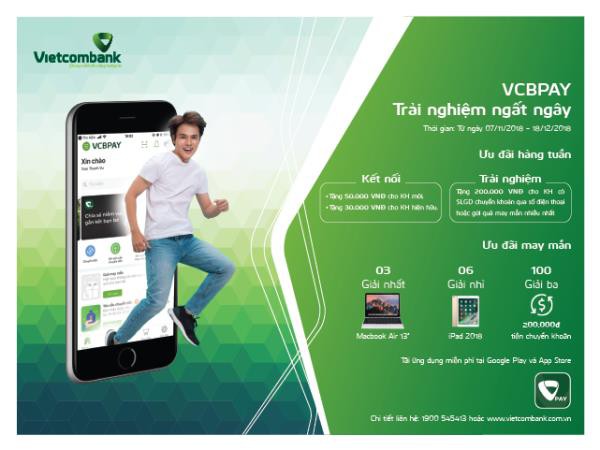 Vietcombank
VCBPAY
Xin chào
VCBPAY
Trải nghiệm ngất ngây
Thời gian: Từ ngày 07/11/2018 - 18/12/2018
Ưu đãi hàng tuần
Kết nối
• Tặng 50.000 VNĐ cho KH mới.
• Tặng 30.000 VNĐ cho KH hiện hữu.
Trải nghiệm
Tặng 200.000 VNĐ cho KH có
SLGD chuyển khoản qua số điện thoại
hoặc gửi quà may mắn nhiều nhất
Ưu đãi may mắn
03
Giải nhất
Macbook Air 13"
06
Giải nhì
iPad 2018
100
Giải ba
200.000đ
tiền chuyển khoản
Tải ứng dụng miễn phí tại Google Play và App Store
PAY
Chi tiết liên hệ: 1900 545413 hoặc www.vietcombank.com.vn